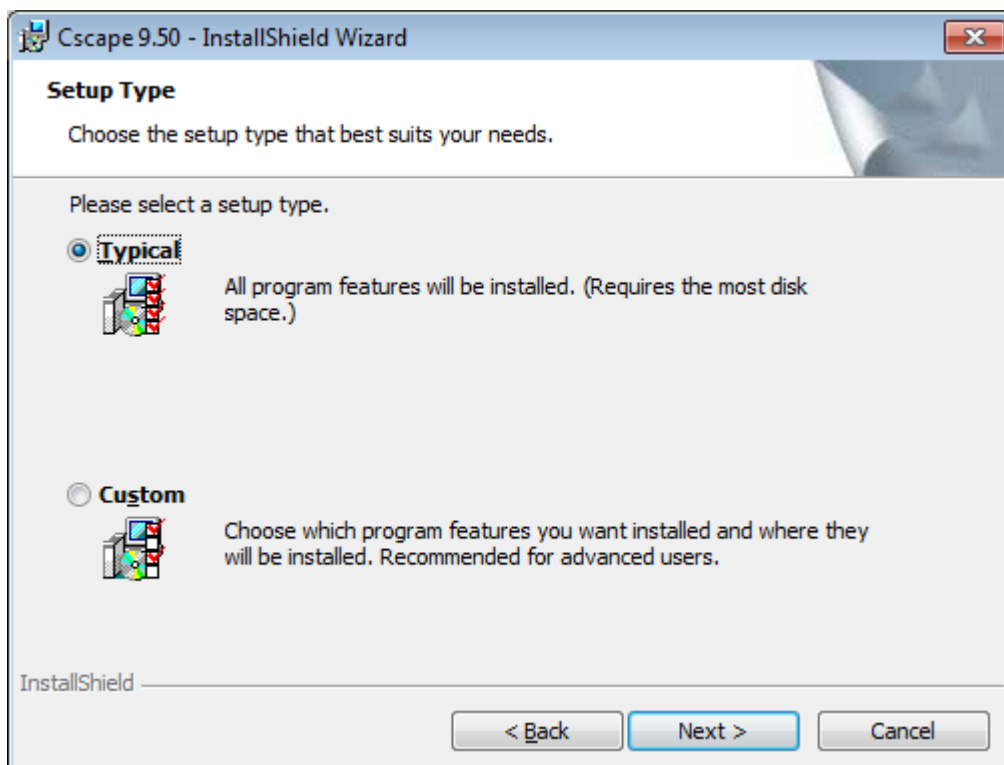 Cscape 9.50 - InstallShield Wizard
Setup Type
Choose the setup type that best suits your needs.
Please select a setup type.
Typical
All program features will be installed. (Requires the most disk
space.)
Custom
Choose which program features you want installed and where they
will be installed. Recommended for advanced users.
InstallShield
< Back
Next >
Cancel